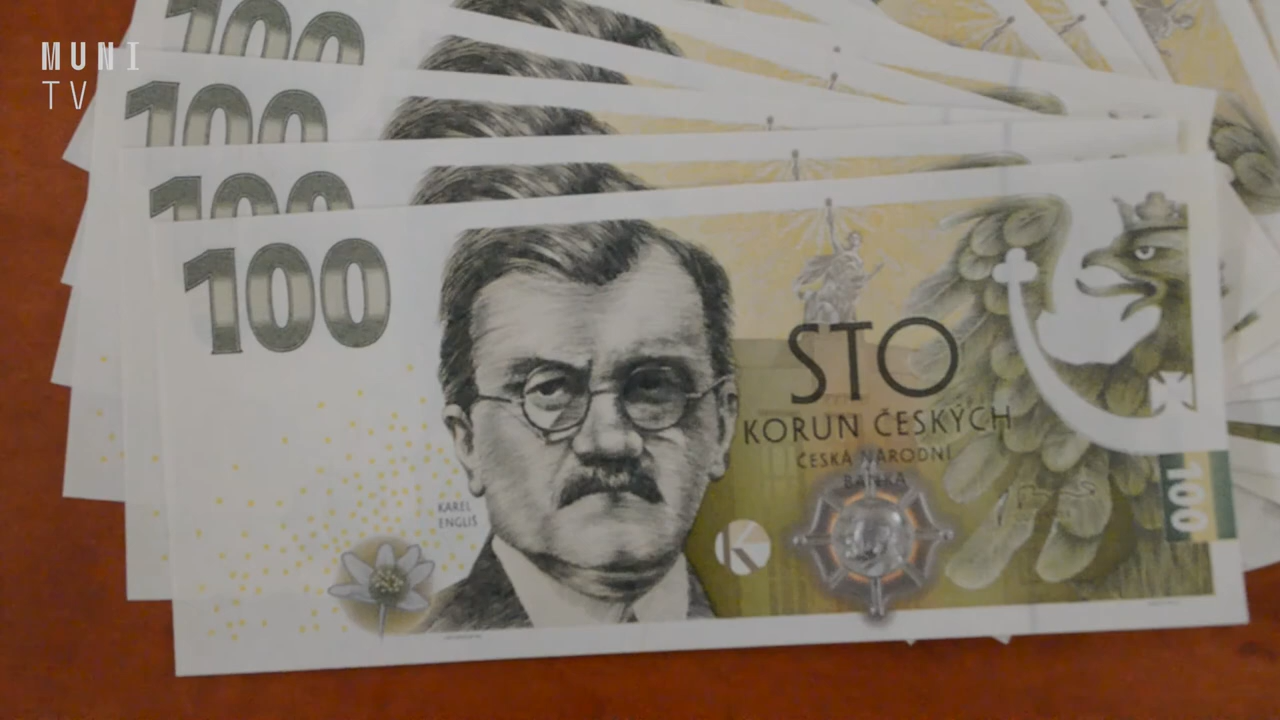 MUNI
TV
100
100
100
100
STO
KORUN ČESKÝCH
ČESKÁ NÁRODNÍ
BANKA
KAREL
ENGLIŠ
K
100